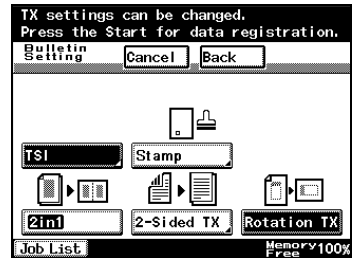 TX settings can be changed.
Press the Start for data registration.
Bulletin
Setting
Cancel Back
TSI Stamp
2in1 2-Sided TX Rotation TX
Job List Memory
Free 100%